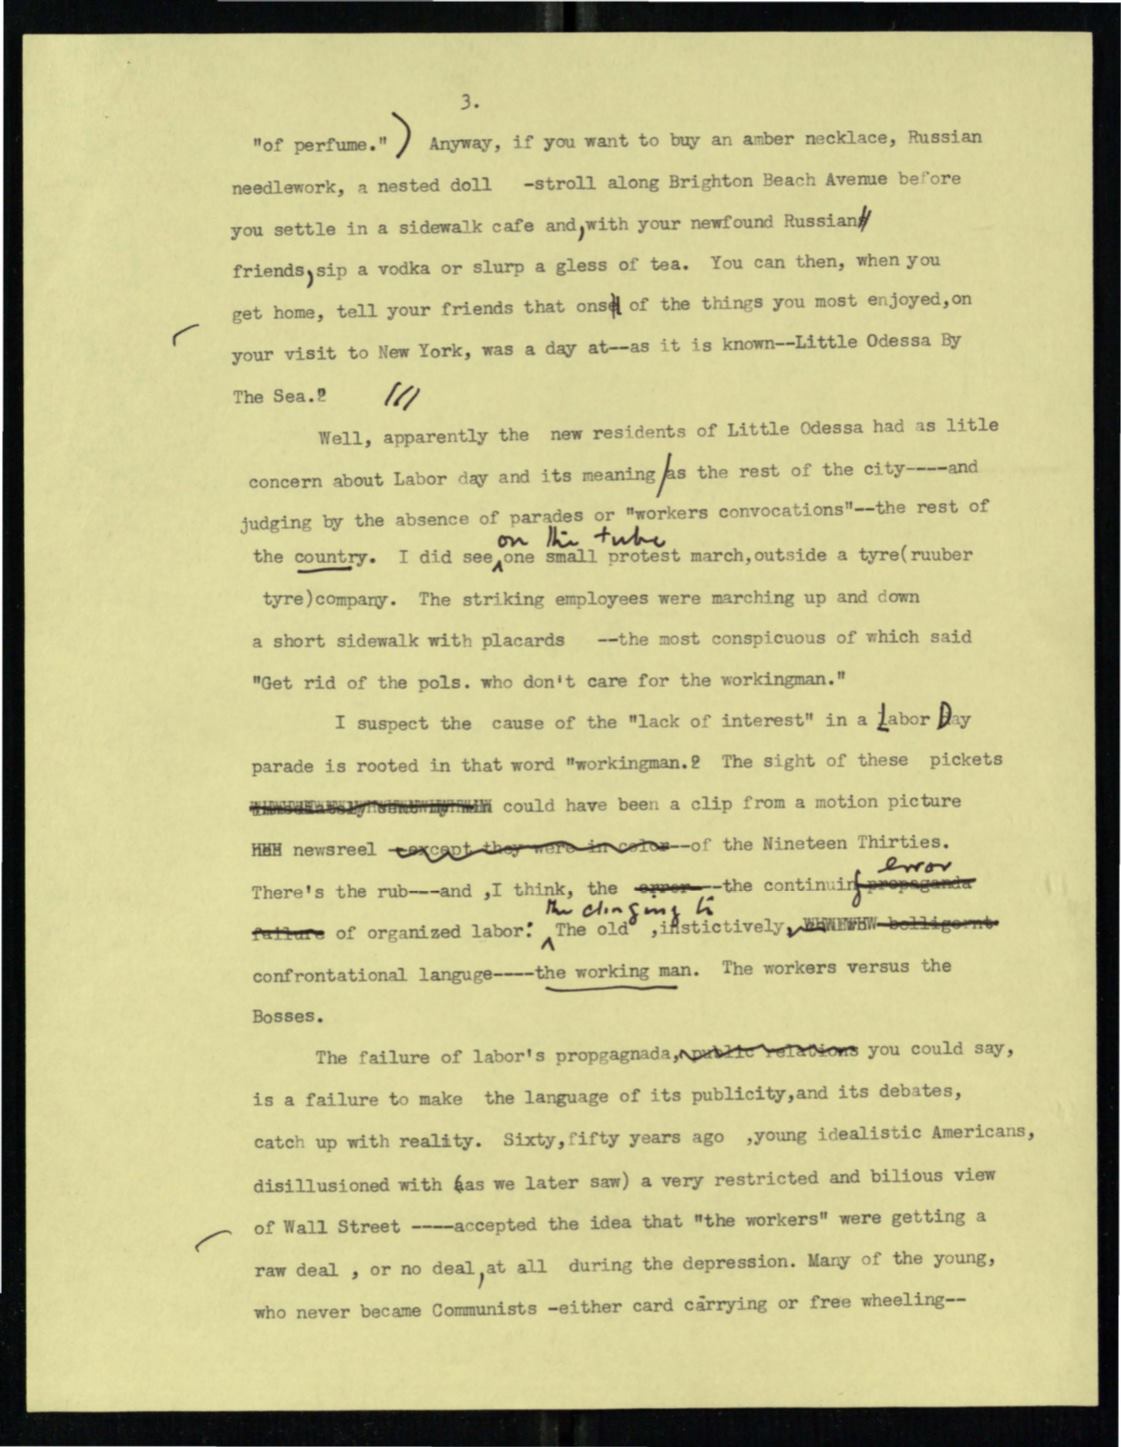 3.
"of perfume.") Anyway, if you want to buy an amber necklace, Russian
needlework, a nested doll -stroll along Brighton Beach Avenue before
you settle in a sidewalk cafe and,with your newfound Russian
friends,sip a vodka or slurp a gless of tea. You can then, when you
get home, tell your friends that ons of the things you most enjoyed,on
your visit to New York, was a day at--as it is known--Little Odessa By
The Sea.? ///
Well, apparently the new residents of Little Odessa had as litle
concern about Labor day and its meaning/as the rest of the city----and
judging by the absence of parades or "workers convocations"--the rest of
on the tube
the country. I did see one small protest march,outside a tyre(ruuber
tyre)company. The striking employees were marching up and down
a short sidewalk with placards --the most conspicuous of which said
"Get rid of the pols. who don't care for the workingman."
I suspect the cause of the "lack of interest" in a Labor Day
parade is rooted in that word "workingman.? The sight of these pickets
could have been a clip from a motion picture
HHH newsreel --except they were in color--of the Nineteen Thirties.
error
There's the rub---and ,I think, the error --the continuing propaganda
the clinging to
failure of organized labor: The old ,instictively, belligernt
confrontational languge----the working man. The workers versus the
Bosses.
The failure of labor's propgagnada, public relations you could say,
is a failure to make the language of its publicity,and its debates,
catch up with reality. Sixty,fifty years ago ,young idealistic Americans,
disillusioned with (as we later saw) a very restricted and bilious view
of Wall Street ----accepted the idea that "the workers" were getting a
raw deal , or no deal,at all during the depression. Many of the young,
who never became Communists -either card carrying or free wheeling--